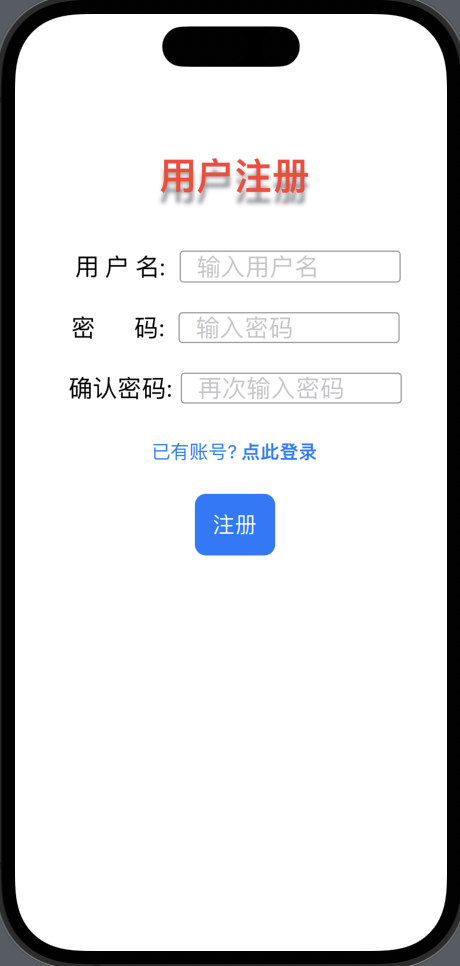 用户注册
用 户 名: 输入用户名
密      码: 输入密码
确认密码: 再次输入密码
已有账号? 点此登录
注册